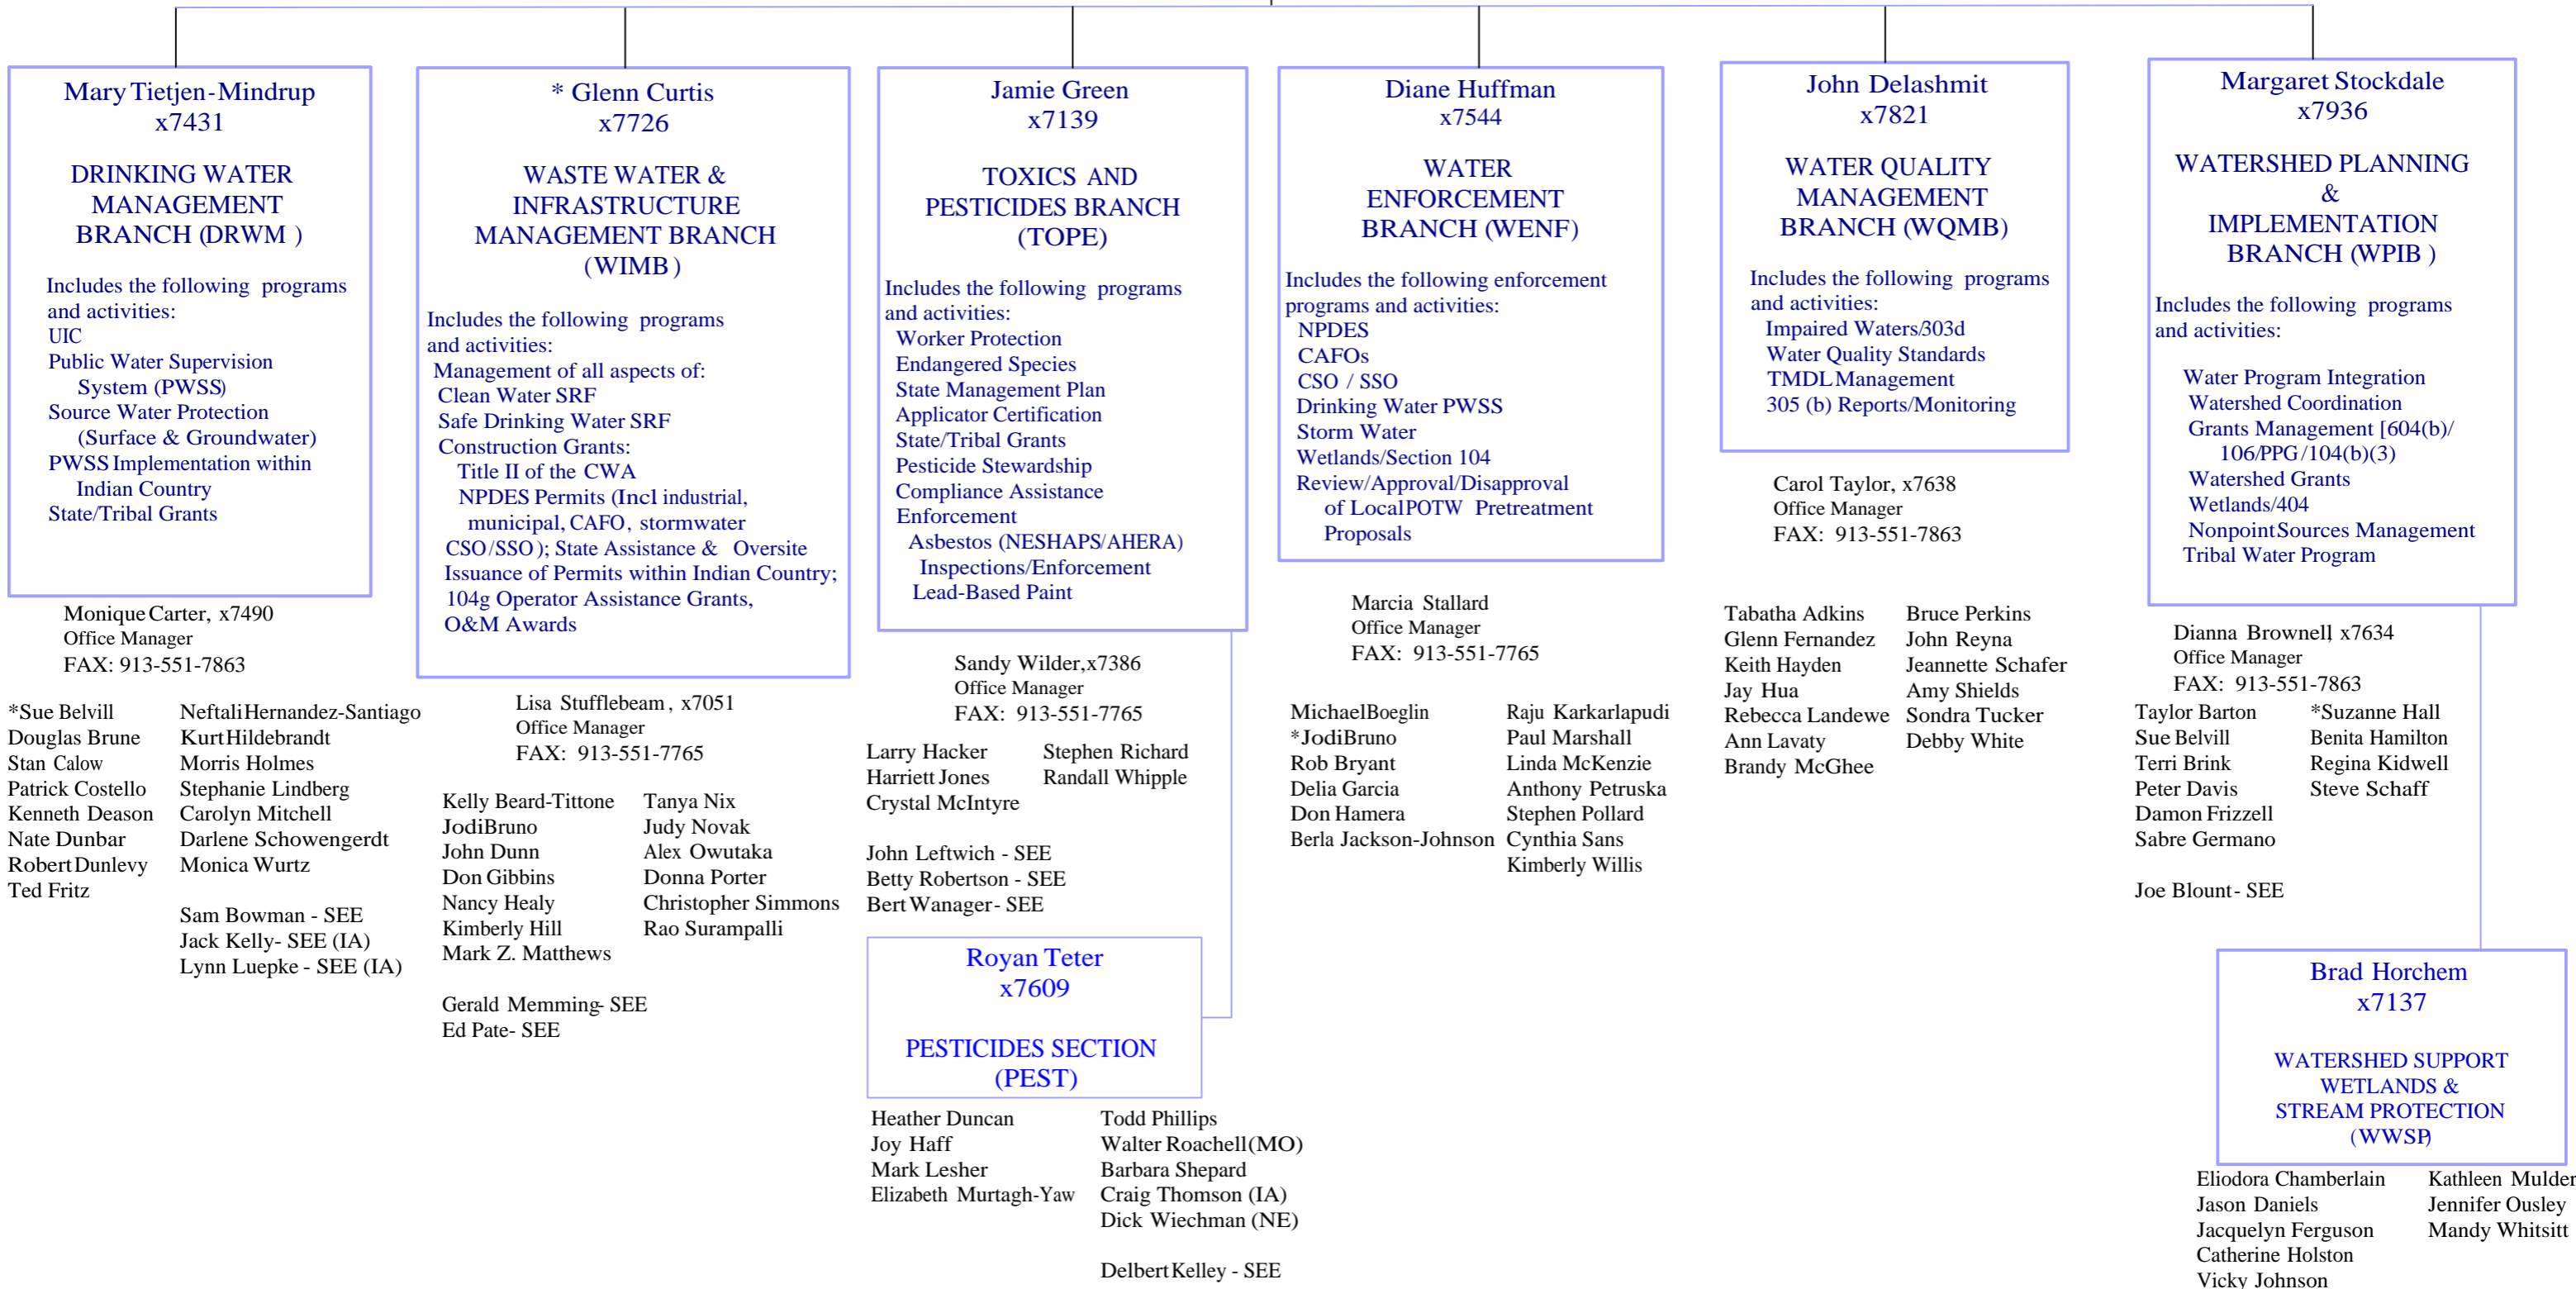 Mary Tietjen-Mindrup
x7431
DRINKING WATER
MANAGEMENT
BRANCH (DRWM )
Includes the following programs
and activities:
UIC
Public Water Supervision
System (PWSS)
Source Water Protection
(Surface & Groundwater)
PWSS Implementation within
Indian Country
State/Tribal Grants
Monique Carter, x7490
Office Manager
FAX: 913-551-7863
*Sue Belvill
Douglas Brune
Stan Calow
Patrick Costello
Kenneth Deason
Nate Dunbar
Robert Dunlevy
Ted Fritz
Neftali Hernandez-Santiago
Kurt Hildebrandt
Morris Holmes
Stephanie Lindberg
Carolyn Mitchell
Darlene Schowengerdt
Monica Wurtz
Sam Bowman - SEE
Jack Kelly- SEE (IA)
Lynn Luepke - SEE (IA)
* Glenn Curtis
x7726
WASTE WATER &
INFRASTRUCTURE
MANAGEMENT BRANCH
(WIMB )
Includes the following programs
and activities:
Management of all aspects of:
Clean Water SRF
Safe Drinking Water SRF
Construction Grants:
Title II of the CWA
NPDES Permits (Incl industrial,
municipal, CAFO, stormwater
CSO/SSO); State Assistance & Oversite
Issuance of Permits within Indian Country;
104g Operator Assistance Grants,
O&M Awards
Lisa Stufflebeam, x7051
Office Manager
FAX: 913-551-7765
Kelly Beard-Tittone
JodiBruno
John Dunn
Don Gibbins
Nancy Healy
Kimberly Hill
Mark Z. Matthews
Tanya Nix
Judy Novak
Alex Owutaka
Donna Porter
Christopher Simmons
Rao Surampalli
Gerald Memming- SEE
Ed Pate- SEE
Jamie Green
x7139
TOXICS AND
PESTICIDES BRANCH
(TOPE)
Includes the following programs
and activities:
Worker Protection
Endangered Species
State Management Plan
Applicator Certification
State/Tribal Grants
Pesticide Stewardship
Compliance Assistance
Enforcement
Asbestos (NESHAPS/AHERA)
Inspections/Enforcement
Lead-Based Paint
Sandy Wilder,x7386
Office Manager
FAX: 913-551-7765
Larry Hacker
Harriett Jones
Crystal McIntyre
Stephen Richard
Randall Whipple
John Leftwich - SEE
Betty Robertson - SEE
Bert Wanager- SEE
Royan Teter
x7609
PESTICIDES SECTION
(PEST)
Heather Duncan
Joy Haff
Mark Lesher
Elizabeth Murtagh-Yaw
Todd Phillips
Walter Roachell(MO)
Barbara Shepard
Craig Thomson (IA)
Dick Wiechman (NE)
Delbert Kelley - SEE
Diane Huffman
x7544
WATER
ENFORCEMENT
BRANCH (WENF)
Includes the following enforcement
programs and activities:
NPDES
CAFOs
CSO / SSO
Drinking Water PWSS
Storm Water
Wetlands/Section 104
Review/Approval/Disapproval
of Local POTW Pretreatment
Proposals
Marcia Stallard
Office Manager
FAX: 913-551-7765
MichaelBoeglin
*JodiBruno
Rob Bryant
Delia Garcia
Don Hamera
Berla Jackson-Johnson
Raju Karkarlapudi
Paul Marshall
Linda McKenzie
Anthony Petruska
Stephen Pollard
Cynthia Sans
Kimberly Willis
John Delashmit
x7821
WATER QUALITY
MANAGEMENT
BRANCH (WQMB)
Includes the following programs
and activities:
Impaired Waters/303d
Water Quality Standards
TMDL Management
305 (b) Reports/Monitoring
Carol Taylor, x7638
Office Manager
FAX: 913-551-7863
Tabatha Adkins
Glenn Fernandez
Keith Hayden
Jay Hua
Rebecca Landewe
Ann Lavaty
Brandy McGhee
Bruce Perkins
John Reyna
Jeannette Schafer
Amy Shields
Sondra Tucker
Debby White
Margaret Stockdale
x7936
WATERSHED PLANNING
&
IMPLEMENTATION
BRANCH (WPIB )
Includes the following programs
and activities:
Water Program Integration
Watershed Coordination
Grants Management [604(b)/
106/PPG/104(b)(3)
Watershed Grants
Wetlands/404
Nonpoint Sources Management
Tribal Water Program
Dianna Brownell, x7634
Office Manager
FAX: 913-551-7863
Taylor Barton
Sue Belvill
Terri Brink
Peter Davis
Damon Frizzell
Sabre Germano
*Suzanne Hall
Benita Hamilton
Regina Kidwell
Steve Schaff
Joe Blount- SEE
Brad Horchem
x7137
WATERSHED SUPPORT
WETLANDS &
STREAM PROTECTION
(WWSP)
Eliodora Chamberlain
Jason Daniels
Jacquelyn Ferguson
Catherine Holston
Vicky Johnson
Kathleen Mulder
Jennifer Ousley
Mandy Whitsitt